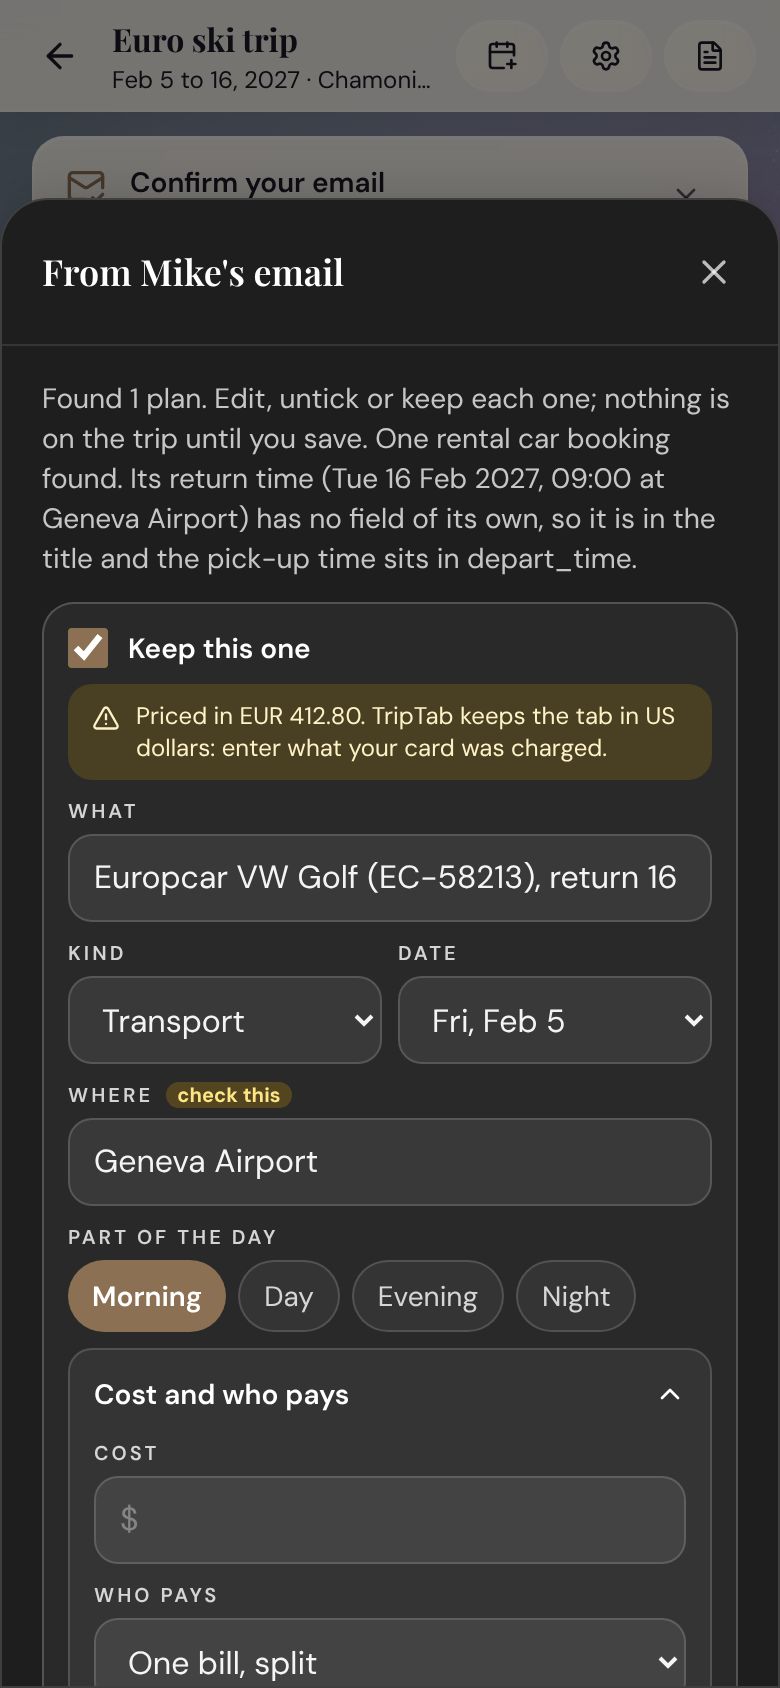 Euro ski trip
Feb 5 to 16, 2027 · Chamoni...
Confirm your email
From Mike's email
Found 1 plan. Edit, untick or keep each one; nothing is
on the trip until you save. One rental car booking
found. Its return time (Tue 16 Feb 2027, 09:00 at
Geneva Airport) has no field of its own, so it is in the
title and the pick-up time sits in depart_time.
Keep this one
Priced in EUR 412.80. TripTab keeps the tab in US
dollars: enter what your card was charged.
WHAT
Europcar VW Golf (EC-58213), return 16
KIND DATE
Transport Fri, Feb 5
WHERE check this
Geneva Airport
PART OF THE DAY
Morning Day Evening Night
Cost and who pays
COST
$
WHO PAYS
One bill, split